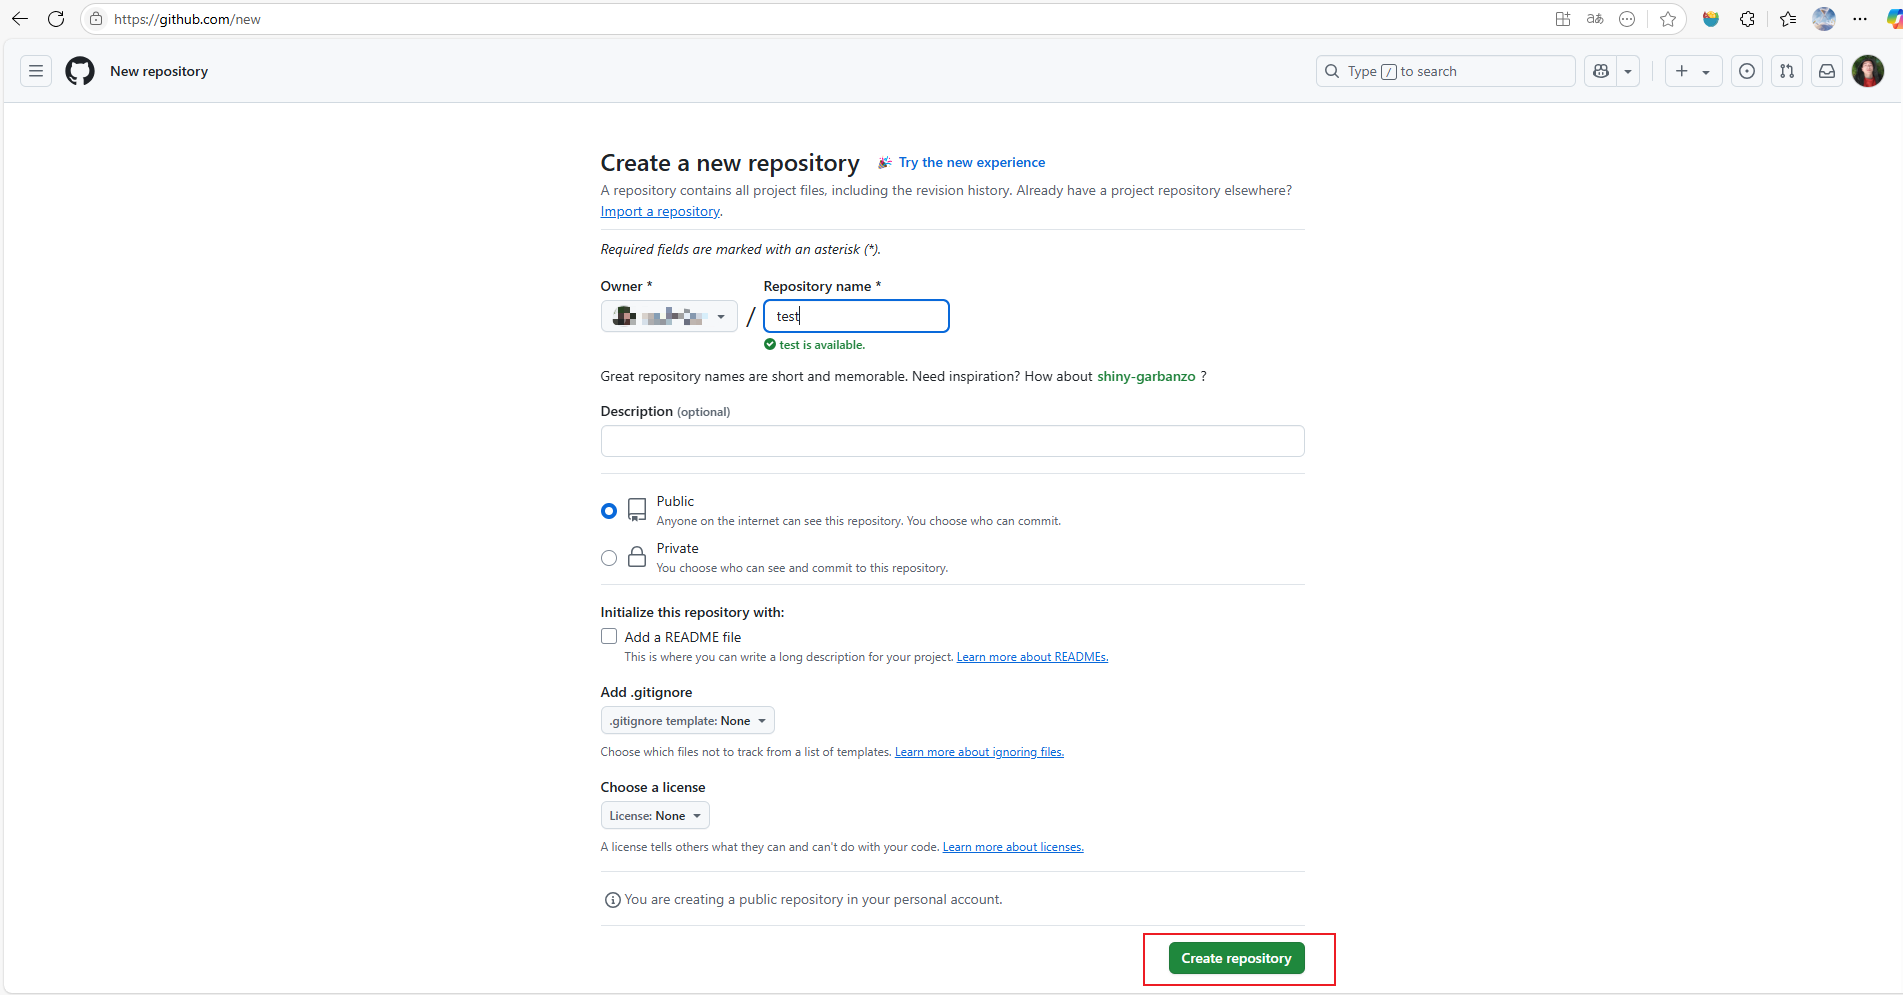 https://github.com/new
aあ
New repository
Type / to search
Create a new repository
Try the new experience
A repository contains all project files, including the revision history. Already have a project repository elsewhere?
Import a repository.
Required fields are marked with an asterisk (*).
Owner *
Repository name *
/
test
test is available.
Great repository names are short and memorable. Need inspiration? How about shiny-garbanzo ?
Description (optional)
Public
Anyone on the internet can see this repository. You choose who can commit.
Private
You choose who can see and commit to this repository.
Initialize this repository with:
Add a README file
This is where you can write a long description for your project. Learn more about READMEs.
Add .gitignore
.gitignore template: None
Choose which files not to track from a list of templates. Learn more about ignoring files.
Choose a license
License: None
A license tells others what they can and can't do with your code. Learn more about licenses.
You are creating a public repository in your personal account.
Create repository